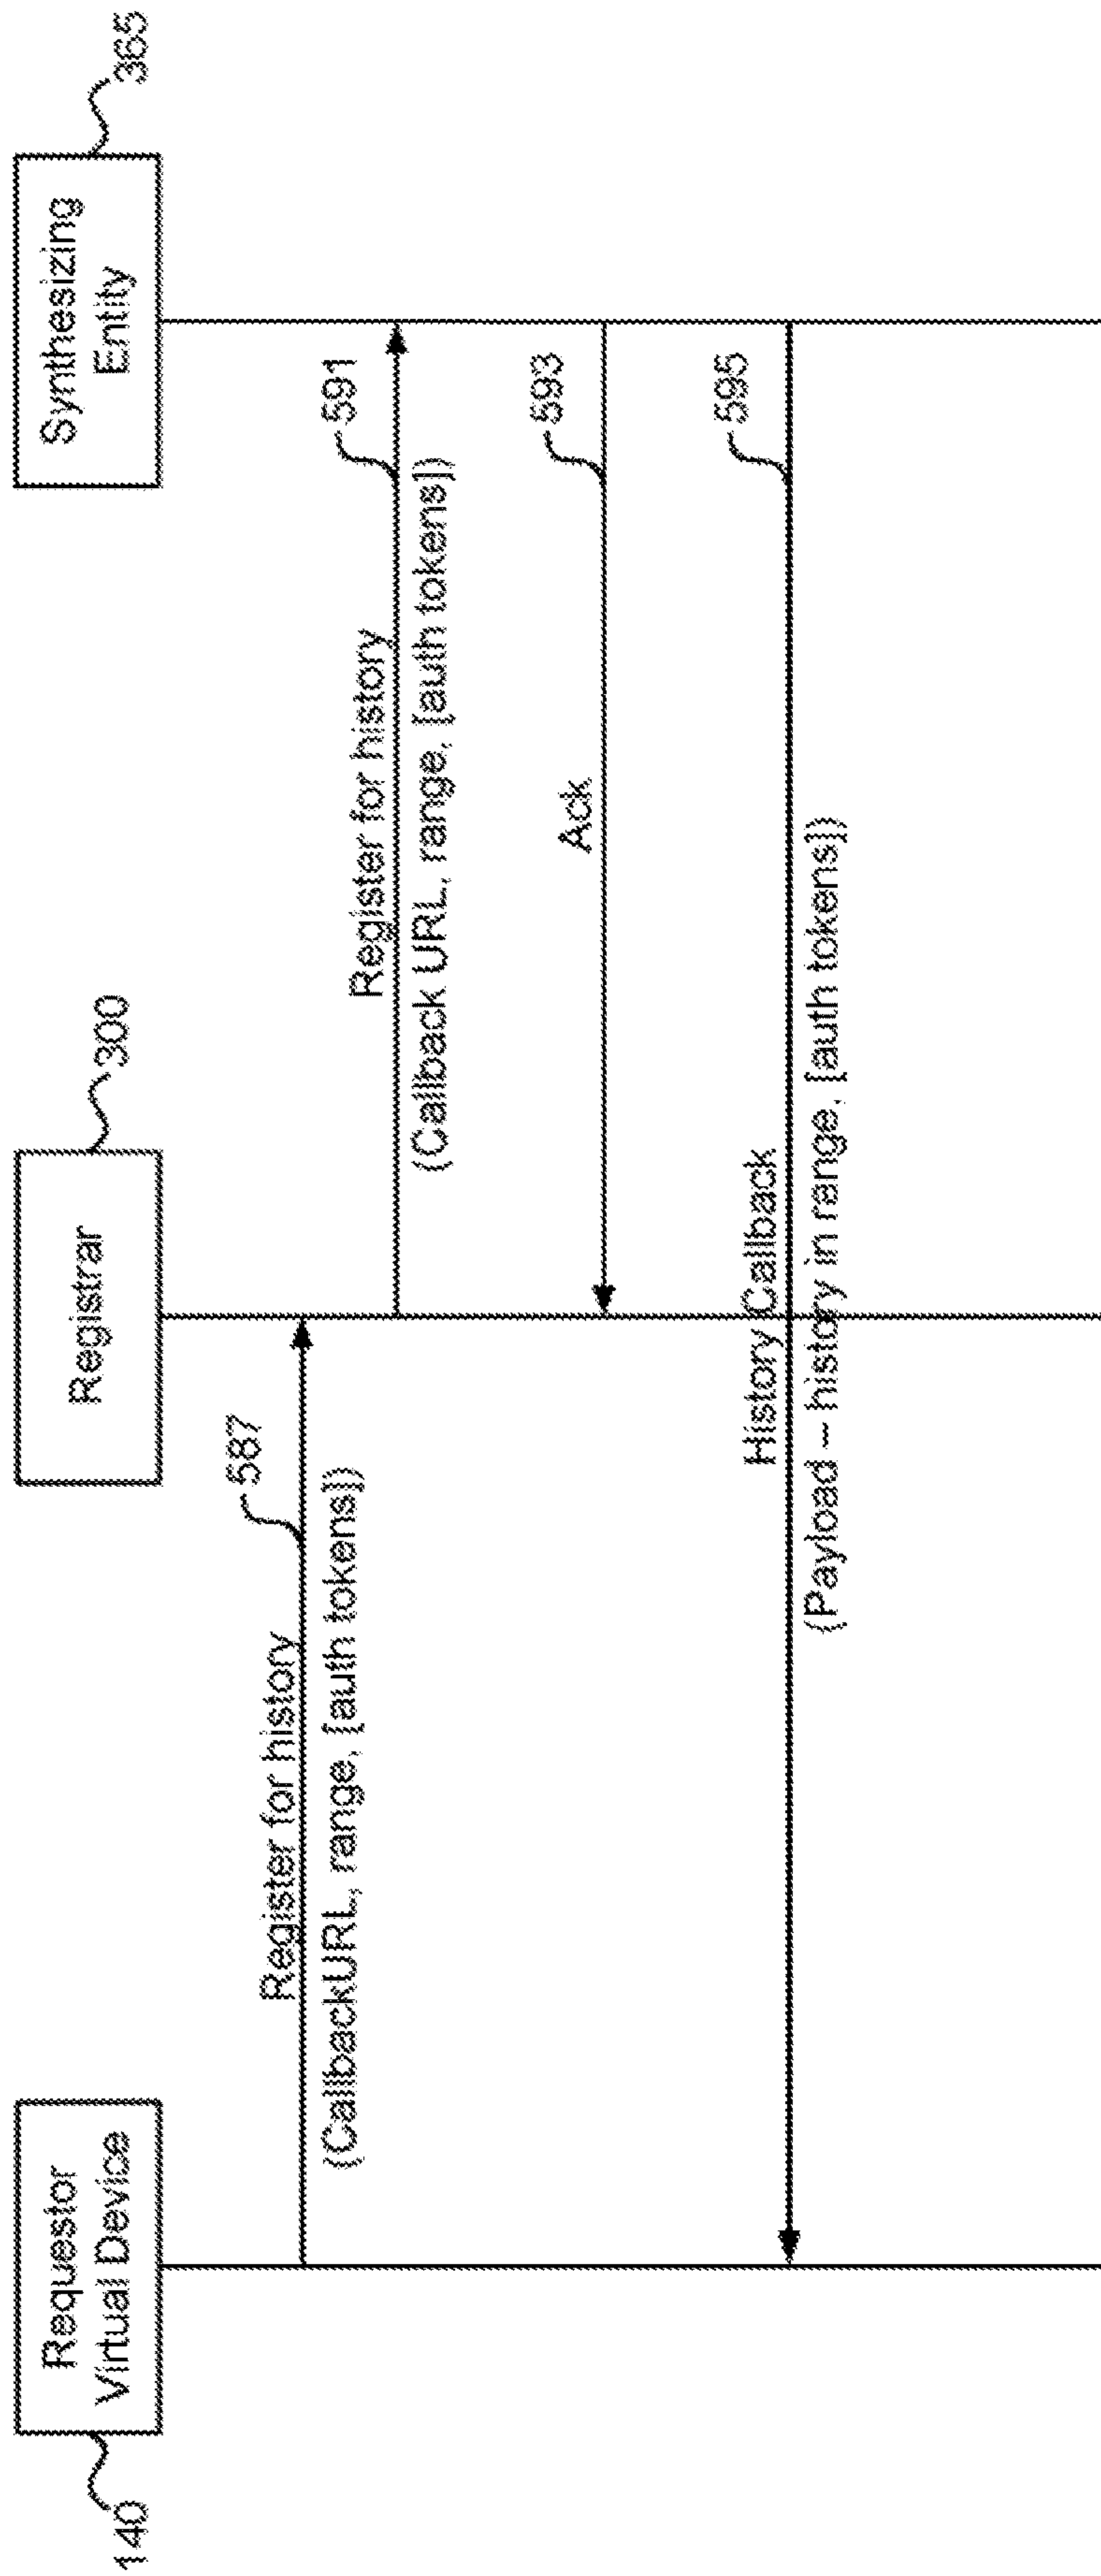 Requestor
Virtual Device
140
Registrar
300
Synthesizing
Entity
365
Register for history
587
(CallbackURL, range, [auth tokens])
Register for history
591
(Callback URL, range, [auth tokens])
Ack
593
History Callback
595
(Payload – history in range, [auth tokens])